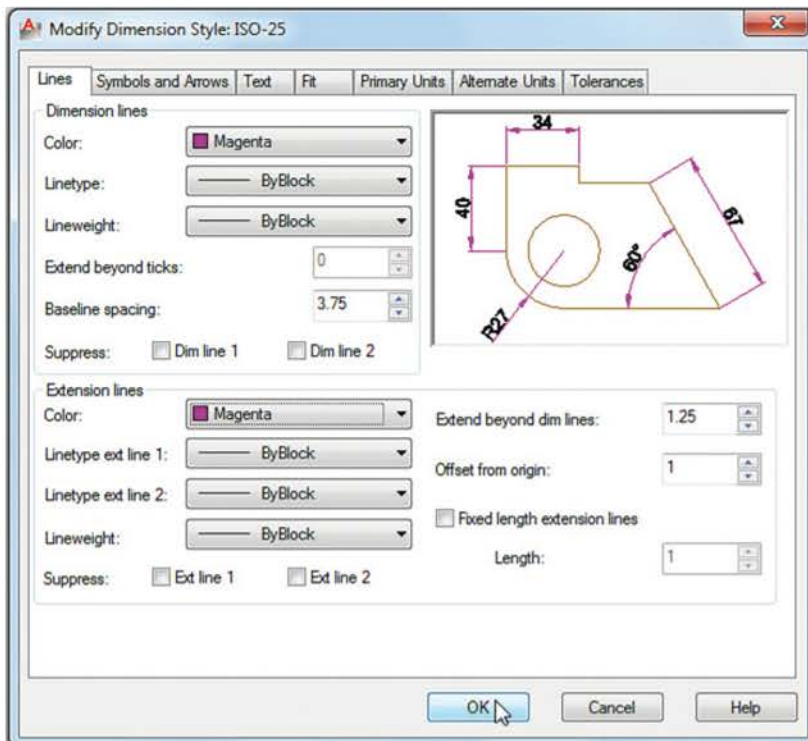 Modify Dimension Style: ISO-25
Lines Symbols and Arrows Text Fit Primary Units Alternate Units Tolerances
Dimension lines
Color: Magenta
Linetype: ByBlock
Lineweight: ByBlock
Extend beyond ticks: 0
Baseline spacing: 3.75
Suppress: Dim line 1 Dim line 2
34
40
67
60°
R27
Extension lines
Color: Magenta
Linetype ext line 1: ByBlock
Linetype ext line 2: ByBlock
Lineweight: ByBlock
Suppress: Ext line 1 Ext line 2
Extend beyond dim lines: 1.25
Offset from origin: 1
Fixed length extension lines
Length: 1
OK Cancel Help